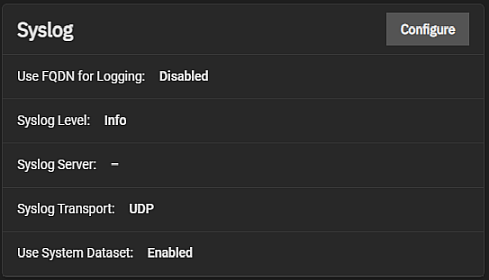 Syslog
Configure
Use FQDN for Logging: Disabled
Syslog Level: Info
Syslog Server: –
Syslog Transport: UDP
Use System Dataset: Enabled